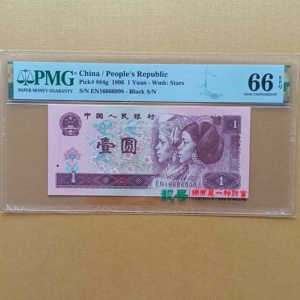 PMG
PAPER MONEY GUARANTY
China / People's Republic
Pick# 884g 1996 1 Yuan - Wmk: Stars
S/N EN16666898 - Black S/N
66 EPQ
Gem Uncirculated
中国人民银行
壹圆
1
1
1
EN16666898